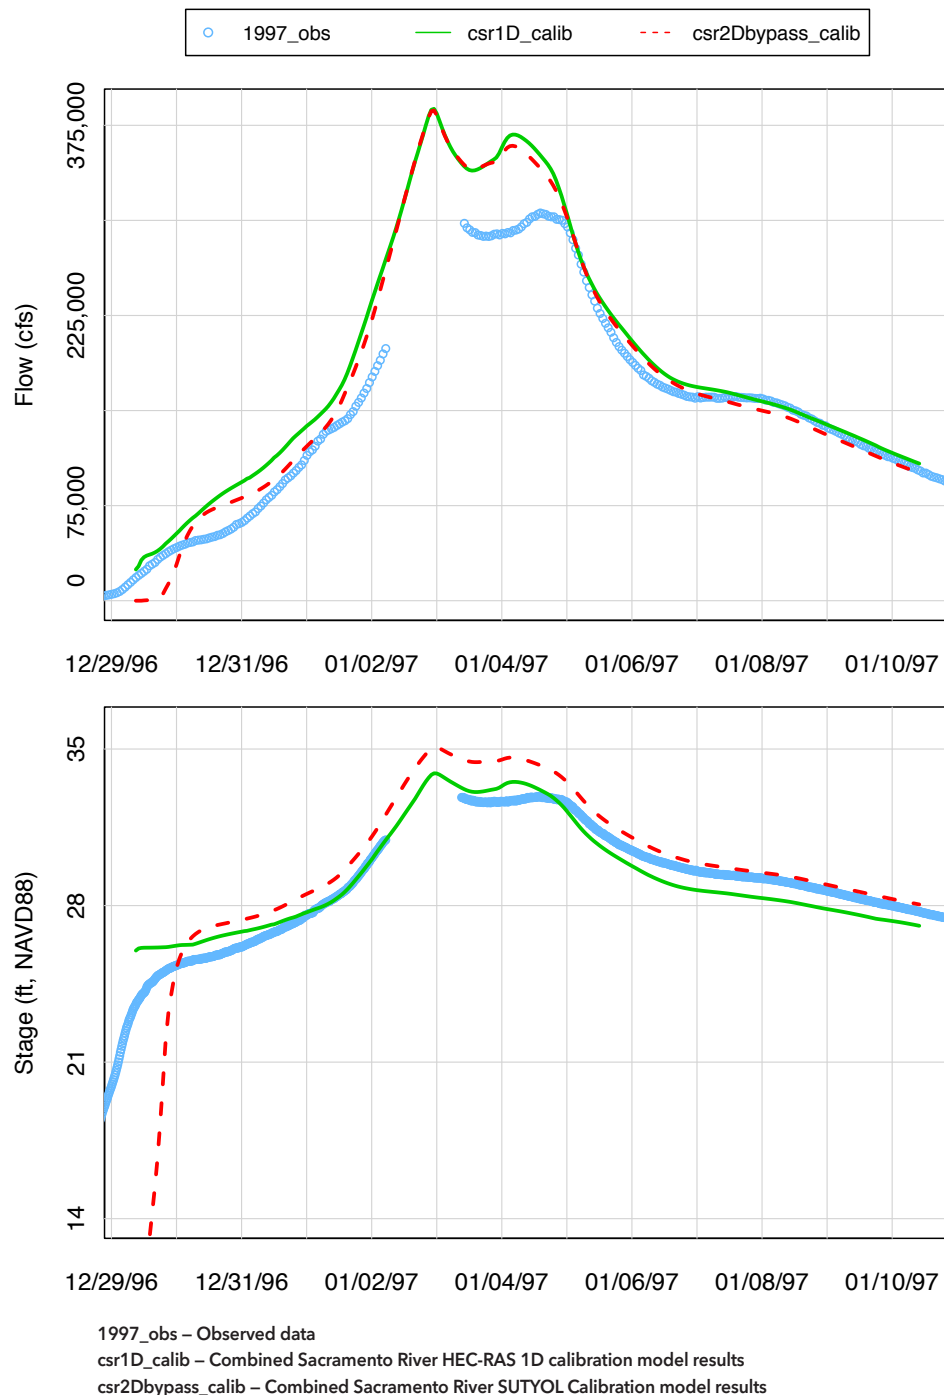 1997_obs csr1D_calib csr2Dbypass_calib
375,000
225,000
75,000
0
Flow (cfs)
12/29/96 12/31/96 01/02/97 01/04/97 01/06/97 01/08/97 01/10/97
35
28
21
14
Stage (ft, NAVD88)
12/29/96 12/31/96 01/02/97 01/04/97 01/06/97 01/08/97 01/10/97
1997_obs – Observed data
csr1D_calib – Combined Sacramento River HEC-RAS 1D calibration model results
csr2Dbypass_calib – Combined Sacramento River SUTYOL Calibration model results